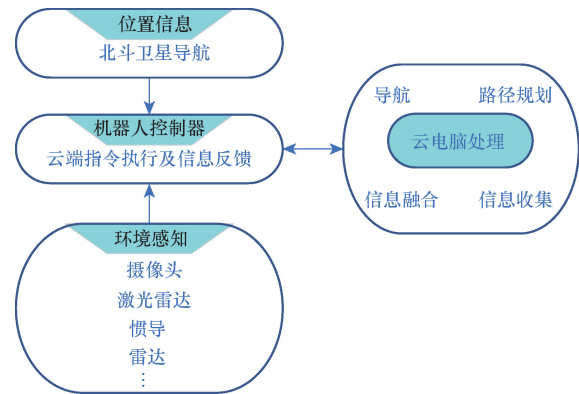 位置信息
北斗卫星导航
机器人控制器
云端指令执行及信息反馈
环境感知
摄像头
激光雷达
惯导
雷达
⋮
导航
路径规划
云电脑处理
信息融合
信息收集